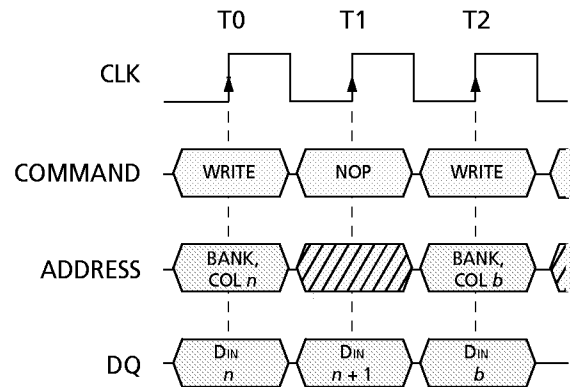 T0 T1 T2
CLK
COMMAND WRITE NOP WRITE
ADDRESS BANK, COL n BANK, COL b
DQ DIN n DIN n + 1 DIN b